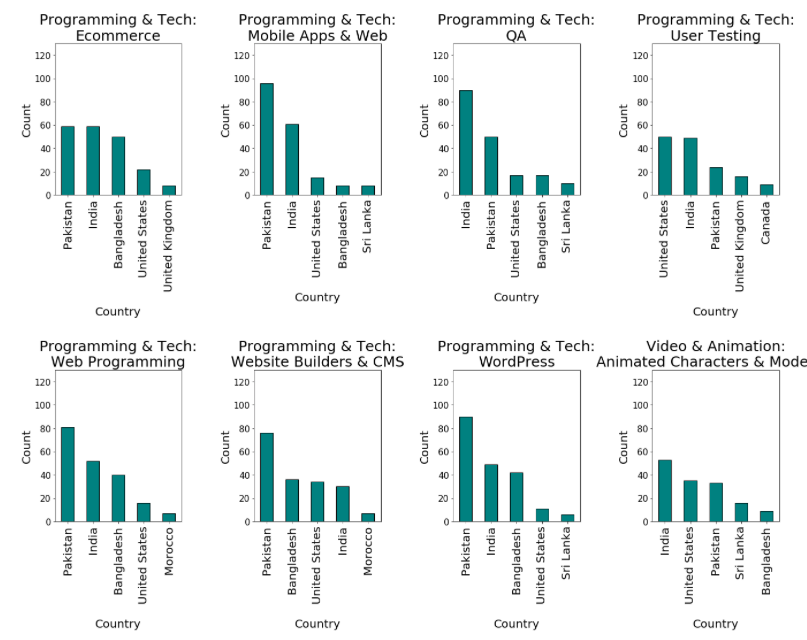 Programming & Tech:
Ecommerce
Count
120
100
80
60
40
20
0
Pakistan
India
Bangladesh
United States
United Kingdom
Country
Programming & Tech:
Mobile Apps & Web
Count
120
100
80
60
40
20
0
Pakistan
India
United States
Bangladesh
Sri Lanka
Country
Programming & Tech:
QA
Count
120
100
80
60
40
20
0
India
Pakistan
United States
Bangladesh
Sri Lanka
Country
Programming & Tech:
User Testing
Count
120
100
80
60
40
20
0
United States
India
Pakistan
United Kingdom
Canada
Country
Programming & Tech:
Web Programming
Count
120
100
80
60
40
20
0
Pakistan
India
Bangladesh
United States
Morocco
Country
Programming & Tech:
Website Builders & CMS
Count
120
100
80
60
40
20
0
Pakistan
Bangladesh
United States
India
Morocco
Country
Programming & Tech:
WordPress
Count
120
100
80
60
40
20
0
Pakistan
India
Bangladesh
United States
Sri Lanka
Country
Video & Animation:
Animated Characters & Mode
Count
120
100
80
60
40
20
0
India
United States
Pakistan
Sri Lanka
Bangladesh
Country